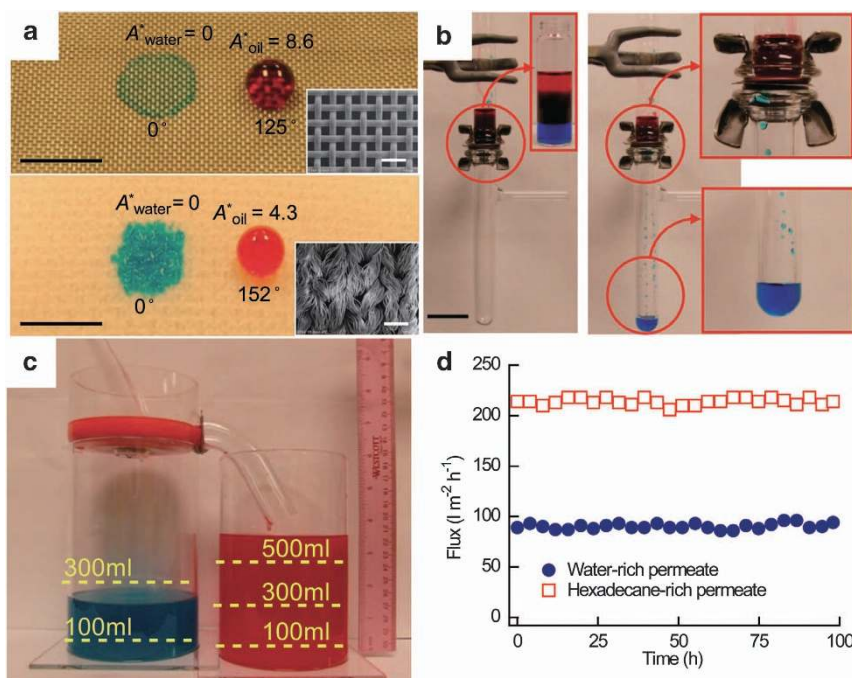 a
A*water = 0
A*oil = 8.6
0°
125°
A*water = 0
A*oil = 4.3
0°
152°
b
c
300ml
100ml
500ml
300ml
100ml
WESTCOTT
d
250
200
150
100
50
0
Flux (l m-2 h-1)
Water-rich permeate
Hexadecane-rich permeate
0 25 50 75 100
Time (h)